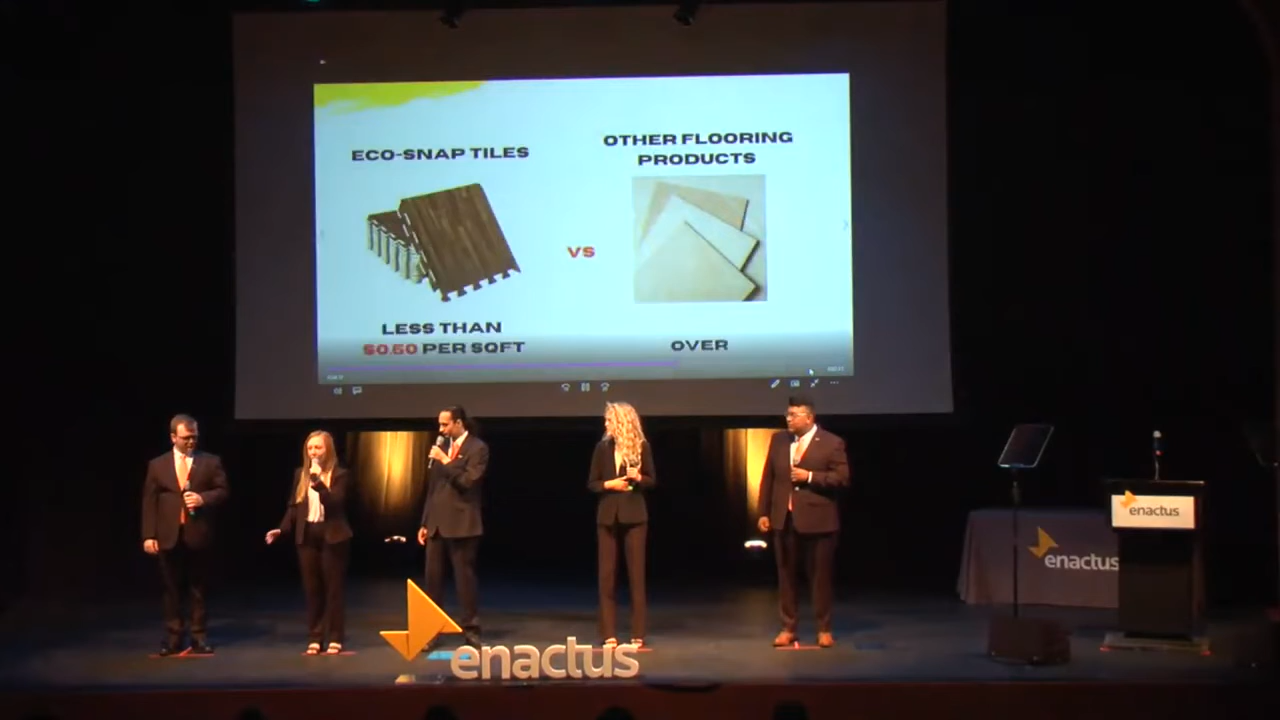 ECO-SNAP TILES
OTHER FLOORING
PRODUCTS
VS
LESS THAN
$0.50 PER SQFT
OVER
enactus
enactus
enactus